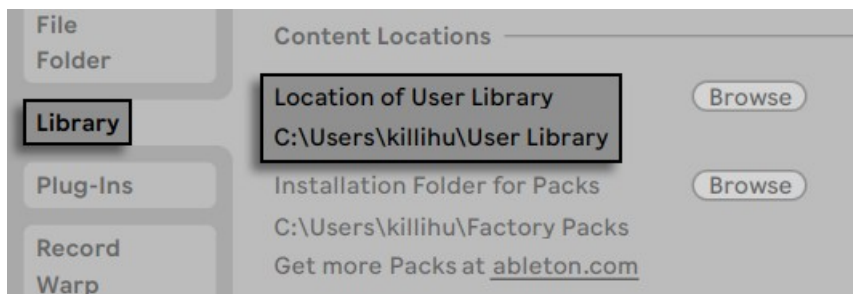 File
Folder
Library
Plug-Ins
Record
Warp
Content Locations
Location of User Library
Browse
C:\Users\killihu\User Library
Installation Folder for Packs
Browse
C:\Users\killihu\Factory Packs
Get more Packs at ableton.com